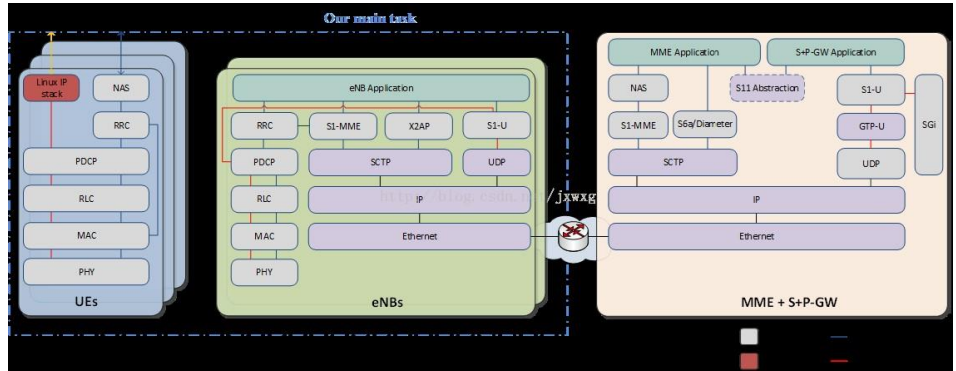 Our main task
Linux IP
stack
NAS
RRC
PDCP
RLC
MAC
PHY
UEs
eNB Application
RRC
S1-MME
X2AP
S1-U
PDCP
SCTP
UDP
RLC
IP
MAC
Ethernet
PHY
eNBs
http://blog.csdn.net/jxwxg
MME Application
S+P-GW Application
NAS
S11 Abstraction
S1-U
S1-MME
S6a/Diameter
GTP-U
SGi
SCTP
UDP
IP
Ethernet
MME + S+P-GW